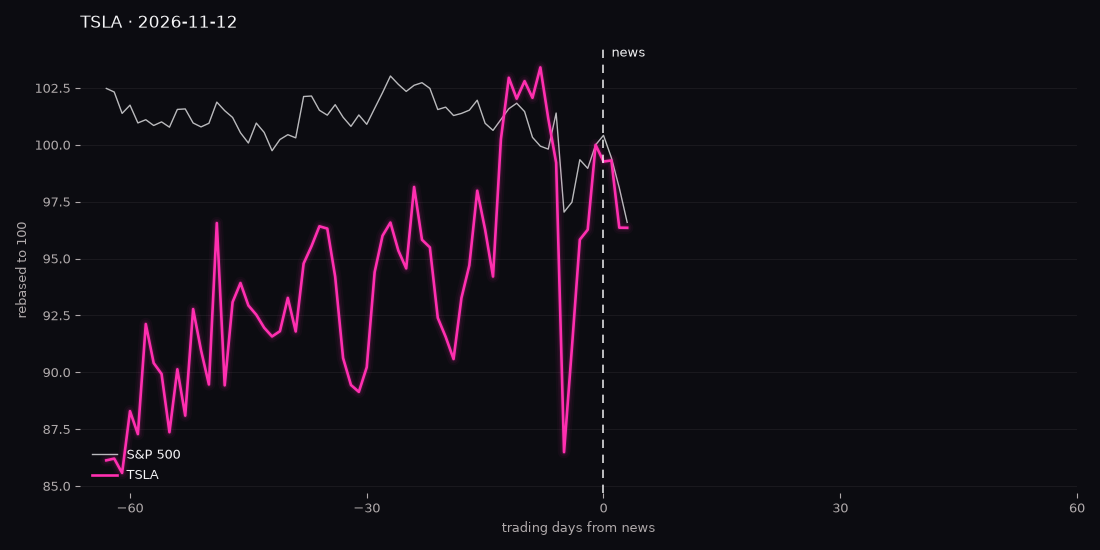 TSLA · 2026-11-12
news
102.5
100.0
97.5
95.0
92.5
90.0
87.5
85.0
rebased to 100
S&P 500
TSLA
−60
−30
0
30
60
trading days from news